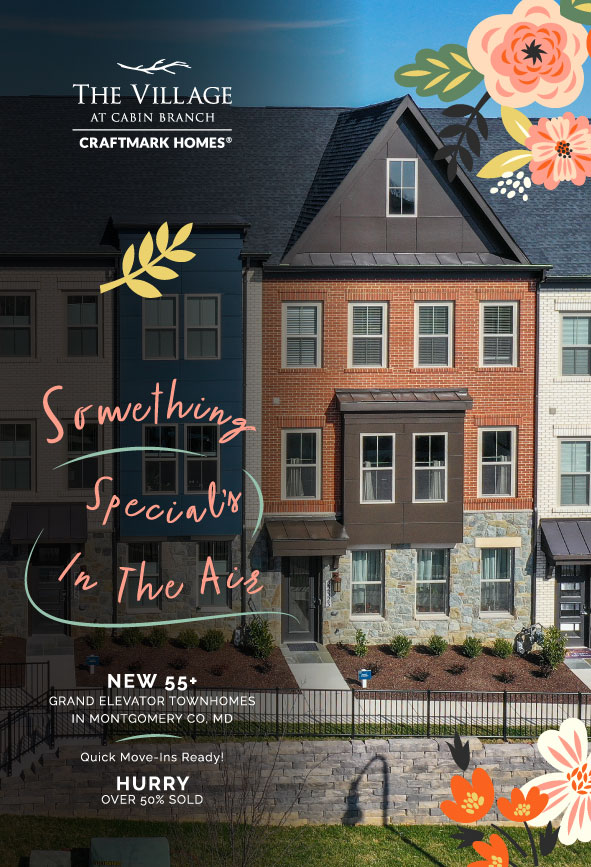 THE VILLAGE
AT CABIN BRANCH
CRAFTMARK HOMES®
Something
Special's
In The Air
NEW 55+
GRAND ELEVATOR TOWNHOMES
IN MONTGOMERY CO, MD
Quick Move-Ins Ready!
HURRY
OVER 50% SOLD